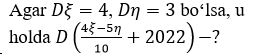 Agar Dξ = 4, Dη = 3 bo‘lsa, u
holda D ( (4ξ−5η)/10 + 2022 ) −?